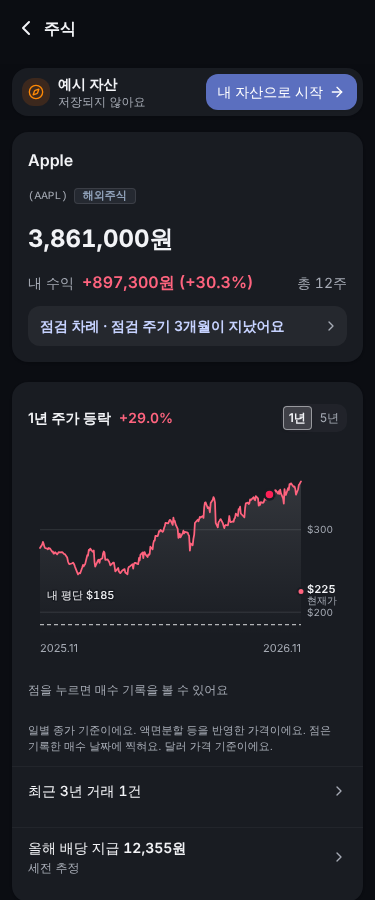 주식
예시 자산
저장되지 않아요
내 자산으로 시작
Apple
(AAPL) 해외주식
3,861,000원
내 수익 +897,300원 (+30.3%) 총 12주
점검 차례 · 점검 주기 3개월이 지났어요
1년 주가 등락 +29.0% 1년 5년
$300
내 평단 $185
$225
현재가
$200
2025.11 2026.11
점을 누르면 매수 기록을 볼 수 있어요
일별 종가 기준이에요. 액면분할 등을 반영한 가격이에요. 점은
기록한 매수 날짜에 찍혀요. 달러 가격 기준이에요.
최근 3년 거래 1건
올해 배당 지급 12,355원
세전 추정